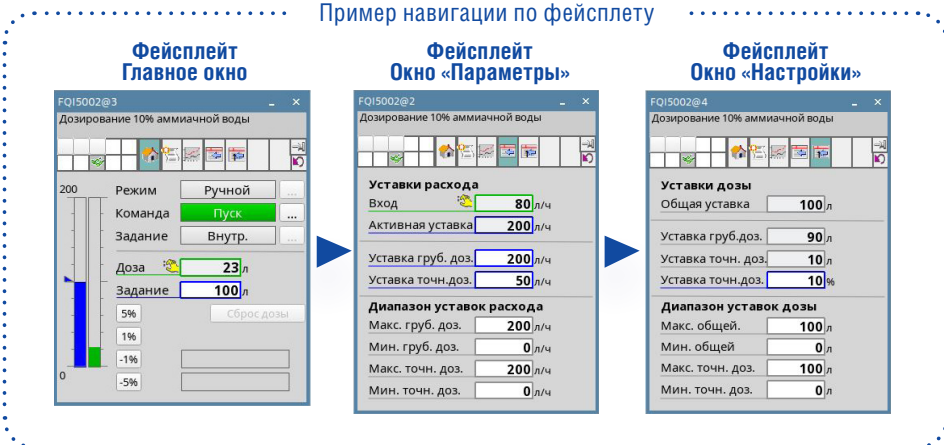 Пример навигации по фейсплету
Фейсплейт
Главное окно
FQI5002@3
Дозирование 10% аммиачной воды
200
Режим Ручной ...
Команда Пуск ...
Задание Внутр. ...
Доза 23 л
Задание 100 л
5% Сброс дозы
1%
-1%
0
-5%
Фейсплейт
Окно «Параметры»
FQI5002@2
Дозирование 10% аммиачной воды
Уставки расхода
Вход 80 л/ч
Активная уставка 200 л/ч
Уставка груб. доз. 200 л/ч
Уставка точн.доз. 50 л/ч
Диапазон уставок расхода
Макс. груб. доз. 200 л/ч
Мин. груб. доз. 0 л/ч
Макс. точн. доз. 200 л/ч
Мин. точн. доз. 0 л/ч
Фейсплейт
Окно «Настройки»
FQI5002@4
Дозирование 10% аммиачной воды
Уставки дозы
Общая уставка 100 л
Уставка груб.доз. 90 л
Уставка точн. доз. 10 л
Уставка точн.доз. 10 %
Диапазон уставок дозы
Макс. общей. 100 л
Мин. общей 0 л
Макс. точн. доз. 100 л
Мин. точн. доз. 0 л